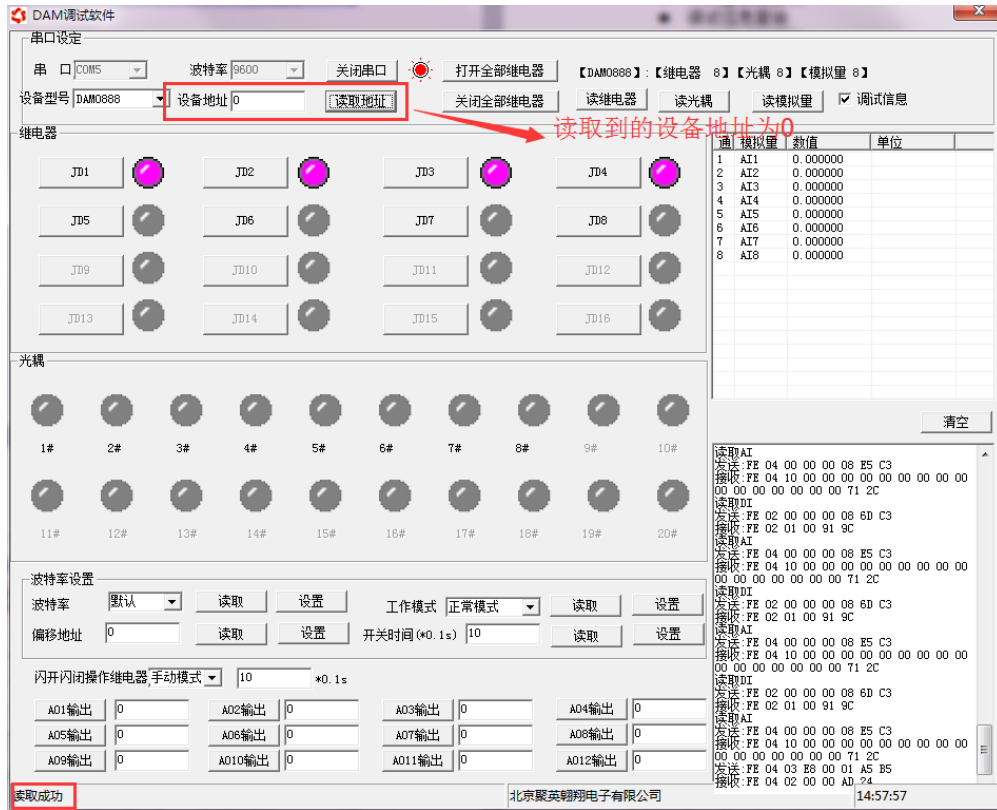 DAM调试软件
串口设定
串 口 COM5 波特率 9600 关闭串口 打开全部继电器 【DAM0888】:【继电器 8】【光耦 8】【模拟量 8】
设备型号 DAM0888 设备地址 0 读取地址 关闭全部继电器 读继电器 读光耦 读模拟量 调试信息
读取到的设备地址为0
继电器
JD1 JD2 JD3 JD4
JD5 JD6 JD7 JD8
JD9 JD10 JD11 JD12
JD13 JD14 JD15 JD16
通 模拟量 数值 单位
1 AI1 0.000000
2 AI2 0.000000
3 AI3 0.000000
4 AI4 0.000000
5 AI5 0.000000
6 AI6 0.000000
7 AI7 0.000000
8 AI8 0.000000
清空
光耦
1# 2# 3# 4# 5# 6# 7# 8# 9# 10#
11# 12# 13# 14# 15# 16# 17# 18# 19# 20#
读取AI
发送:FE 04 00 00 00 08 E5 C3
接收:FE 04 10 00 00 00 00 00 00 00 00 00
00 00 00 00 00 00 00 71 2C
读取DI
发送:FE 02 00 00 00 08 6D C3
接收:FE 02 01 00 91 9C
读取AI
发送:FE 04 00 00 00 08 E5 C3
接收:FE 04 10 00 00 00 00 00 00 00 00 00
00 00 00 00 00 00 00 71 2C
读取DI
发送:FE 02 00 00 00 08 6D C3
接收:FE 02 01 00 91 9C
读取AI
发送:FE 04 00 00 00 08 E5 C3
接收:FE 04 10 00 00 00 00 00 00 00 00 00
00 00 00 00 00 00 00 71 2C
读取DI
发送:FE 02 00 00 00 08 6D C3
接收:FE 02 01 00 91 9C
读取AI
发送:FE 04 00 00 00 08 E5 C3
接收:FE 04 10 00 00 00 00 00 00 00 00 00
00 00 00 00 00 00 00 71 2C
发送:FE 04 03 E8 00 01 A5 B5
接收:FE 04 02 00 00 AD 24
波特率设置
波特率 默认 读取 设置 工作模式 正常模式 读取 设置
偏移地址 0 读取 设置 开关时间(*0.1s) 10 读取 设置
闪开闪闭操作继电器 手动模式 10 *0.1s
AO1输出 0 AO2输出 0 AO3输出 0 AO4输出 0
AO5输出 0 AO6输出 0 AO7输出 0 AO8输出 0
AO9输出 0 AO10输出 0 AO11输出 0 AO12输出 0
读取成功 北京聚英翱翔电子有限公司 14:57:57